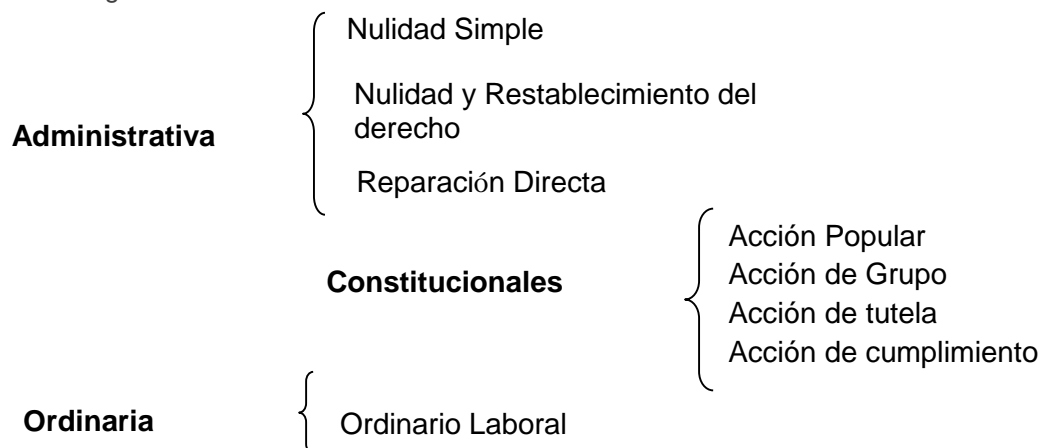 Nulidad Simple
Nulidad y Restablecimiento del
derecho
Administrativa
Reparación Directa
Acción Popular
Acción de Grupo
Constitucionales
Acción de tutela
Acción de cumplimiento
Ordinaria
Ordinario Laboral